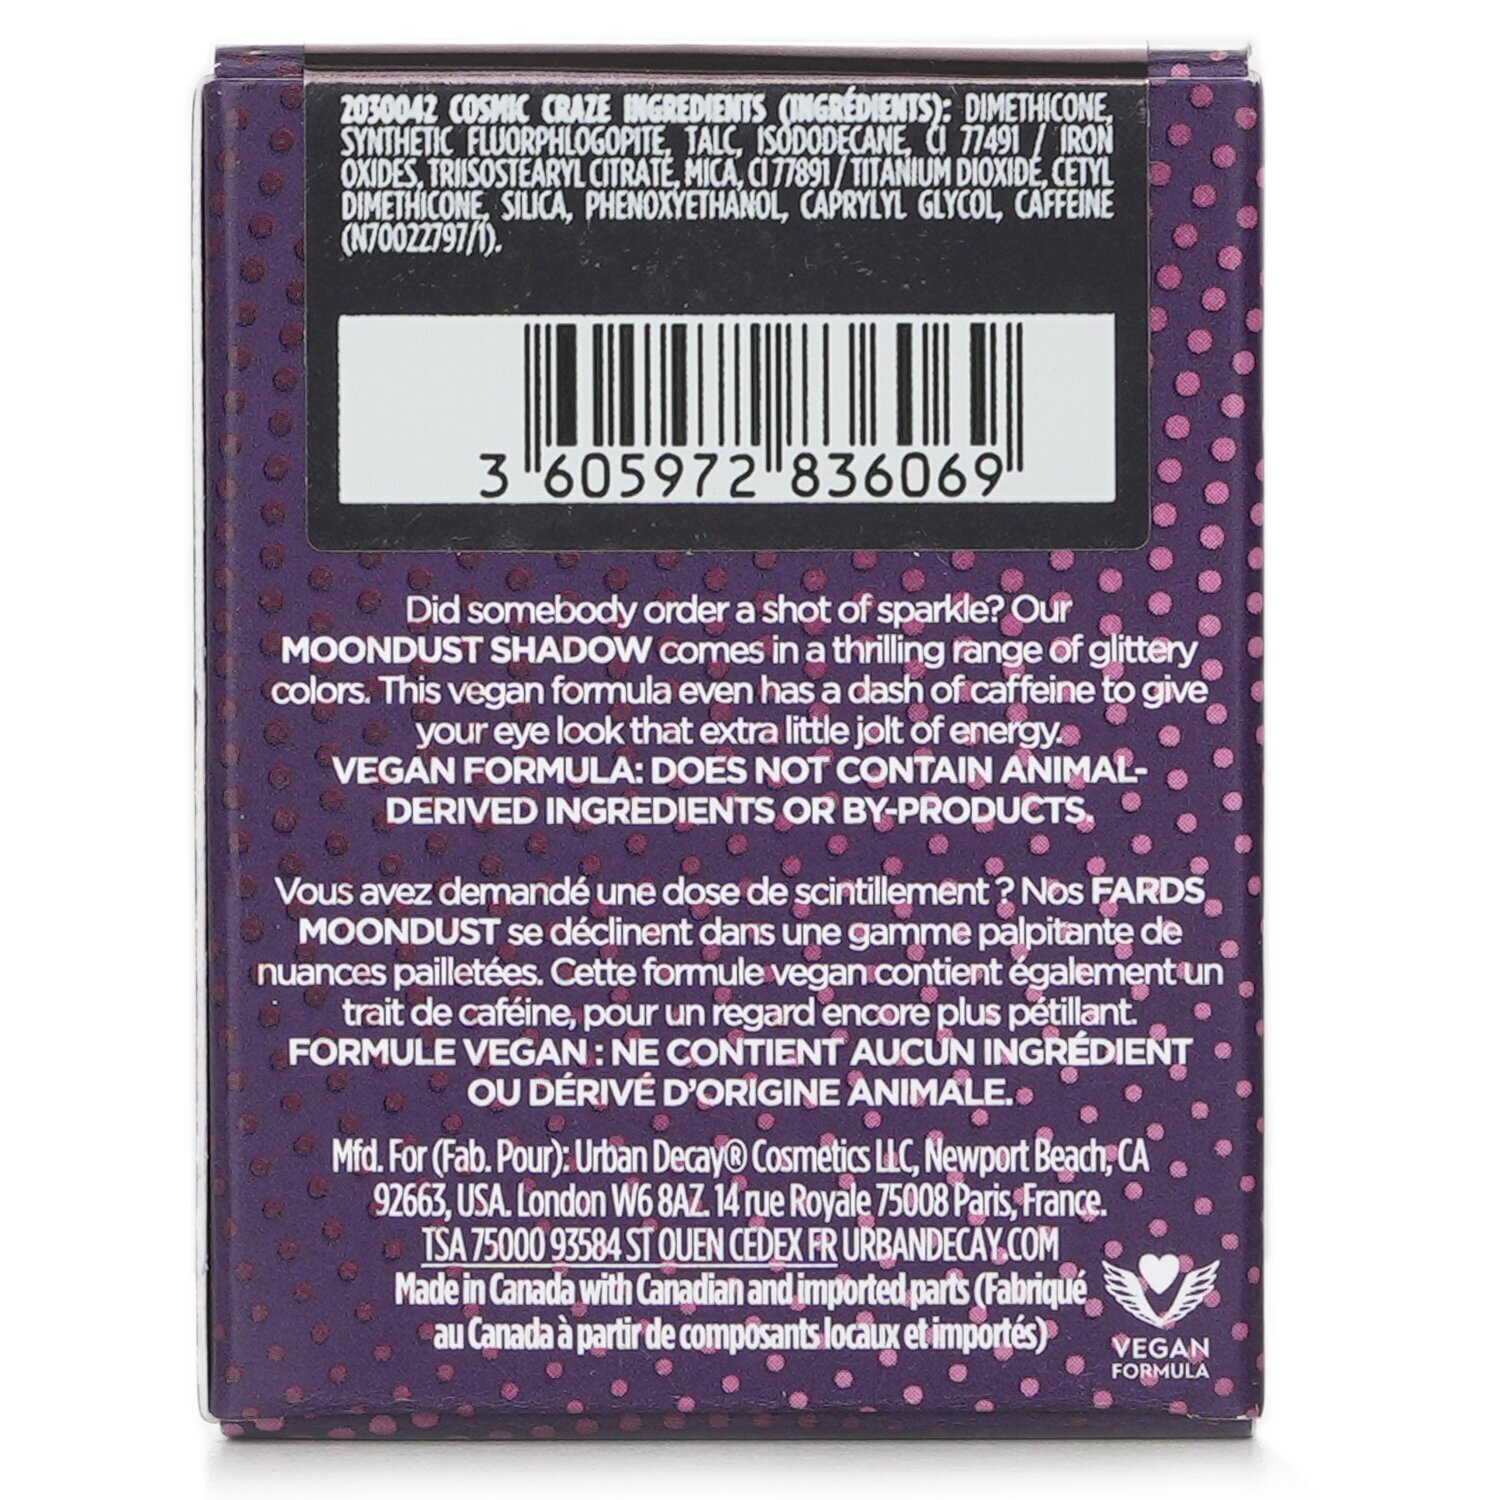 2030042 COSMIC CRAZE INGREDIENTS (INGRÉDIENTS): DIMETHICONE,
SYNTHETIC FLUORPHLOGOPITE, TALC, ISODODECANE, CI 77491 / IRON
OXIDES, TRIISOSTEARYL CITRATE, MICA, CI 77891 / TITANIUM DIOXIDE, CETYL
DIMETHICONE, SILICA, PHENOXYETHANOL, CAPRYLYL GLYCOL, CAFFEINE
(N70022797/1).
3 605972 836069
Did somebody order a shot of sparkle? Our
MOONDUST SHADOW comes in a thrilling range of glittery
colors. This vegan formula even has a dash of caffeine to give
your eye look that extra little jolt of energy.
VEGAN FORMULA: DOES NOT CONTAIN ANIMAL-
DERIVED INGREDIENTS OR BY-PRODUCTS.
Vous avez demandé une dose de scintillement ? Nos FARDS
MOONDUST se déclinent dans une gamme palpitante de
nuances pailletées. Cette formule vegan contient également un
trait de caféine, pour un regard encore plus pétillant.
FORMULE VEGAN : NE CONTIENT AUCUN INGRÉDIENT
OU DÉRIVÉ D'ORIGINE ANIMALE.
Mfd. For (Fab. Pour): Urban Decay® Cosmetics LLC, Newport Beach, CA
92663, USA. London W6 8AZ. 14 rue Royale 75008 Paris, France.
TSA 75000 93584 ST OUEN CEDEX FR URBANDECAY.COM
Made in Canada with Canadian and imported parts (Fabriqué
au Canada à partir de composants locaux et importés)
VEGAN
FORMULA